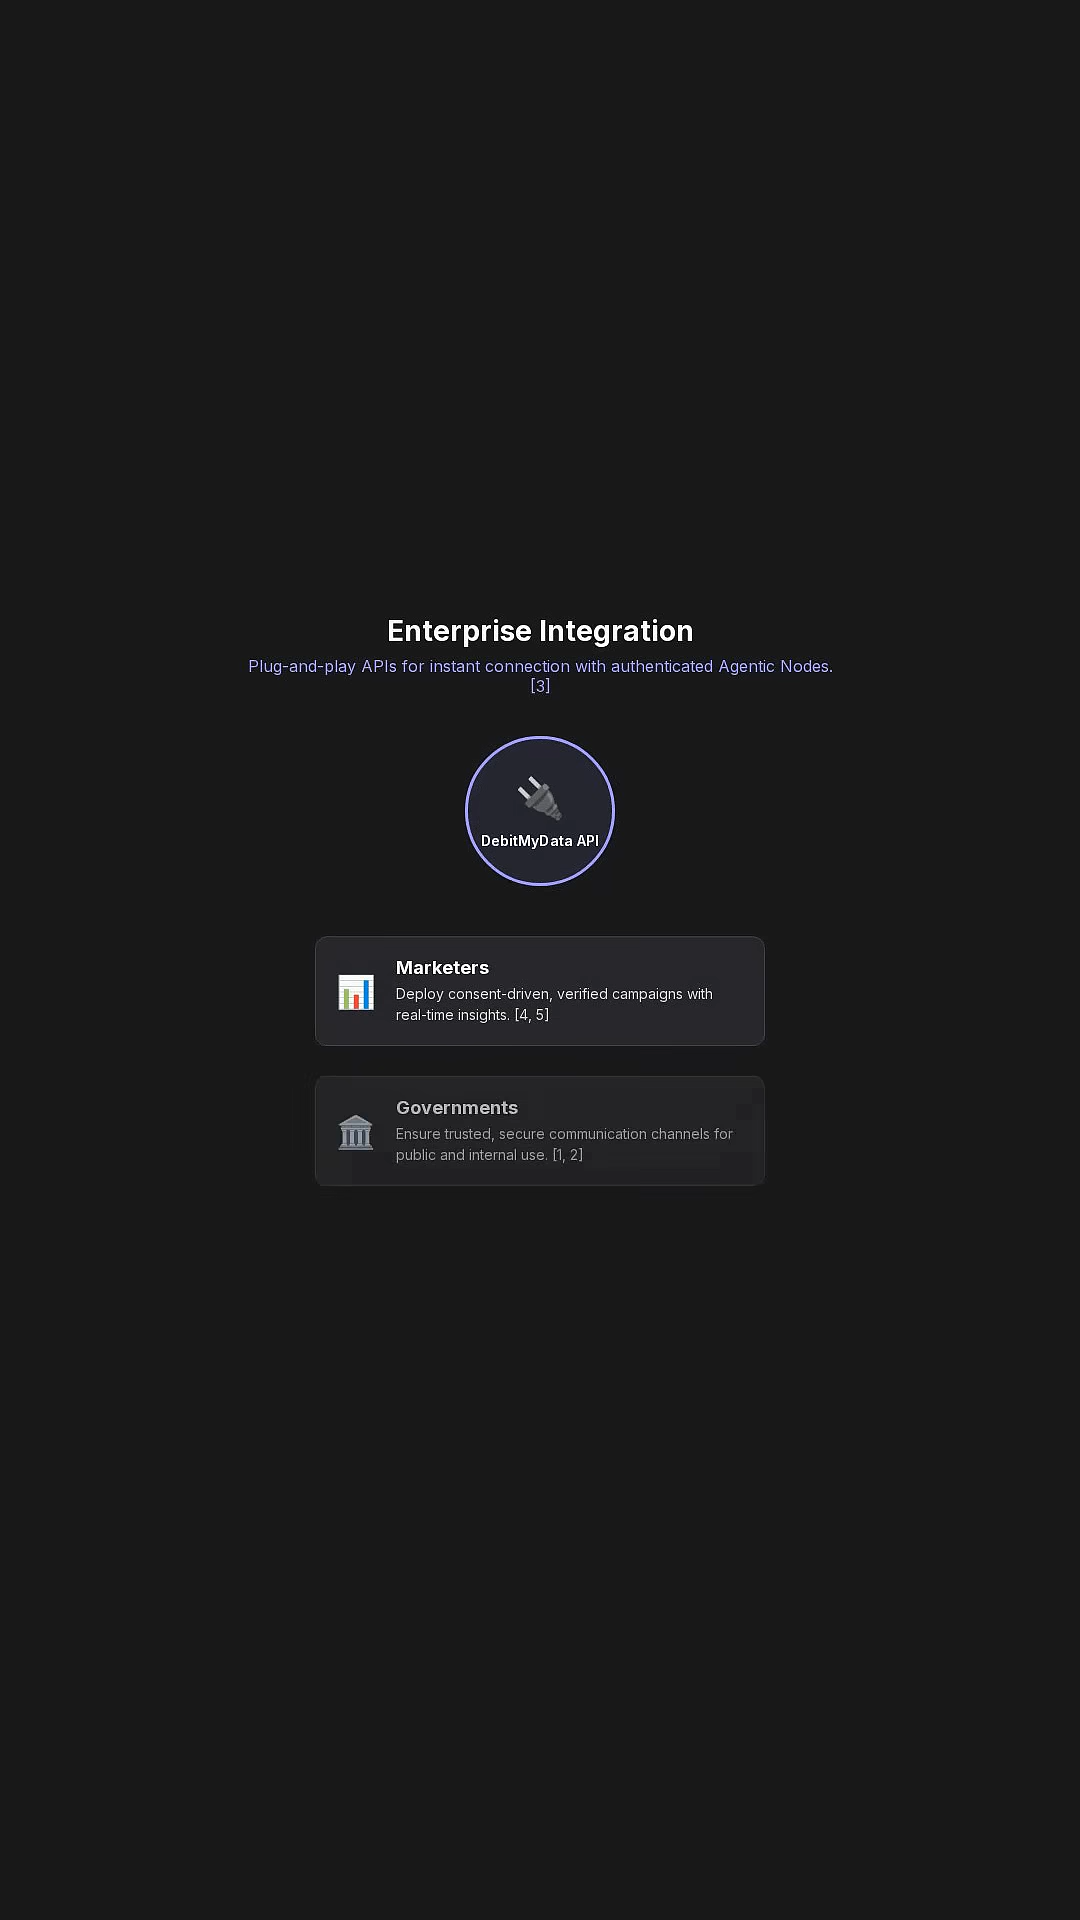 Enterprise Integration
Plug-and-play APIs for instant connection with authenticated Agentic Nodes.
[3]
DebitMyData API
Marketers
Deploy consent-driven, verified campaigns with
real-time insights. [4, 5]
Governments
Ensure trusted, secure communication channels for
public and internal use. [1, 2]